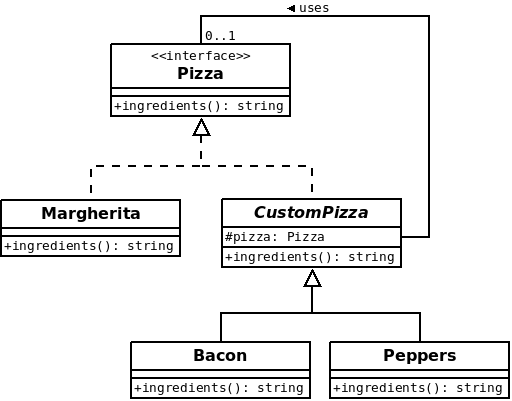 ◀ uses
0..1
<<interface>>
Pizza
+ingredients(): string
Margherita
+ingredients(): string
CustomPizza
#pizza: Pizza
+ingredients(): string
Bacon
+ingredients(): string
Peppers
+ingredients(): string